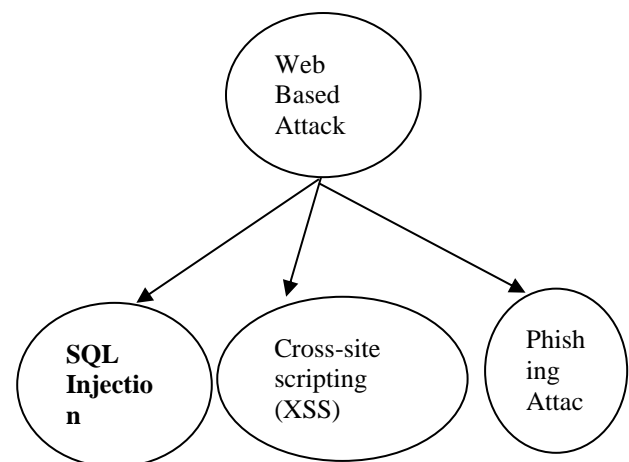 Web
Based
Attack
SQL
Injectio
n
Cross-site
scripting
(XSS)
Phish
ing
Attac